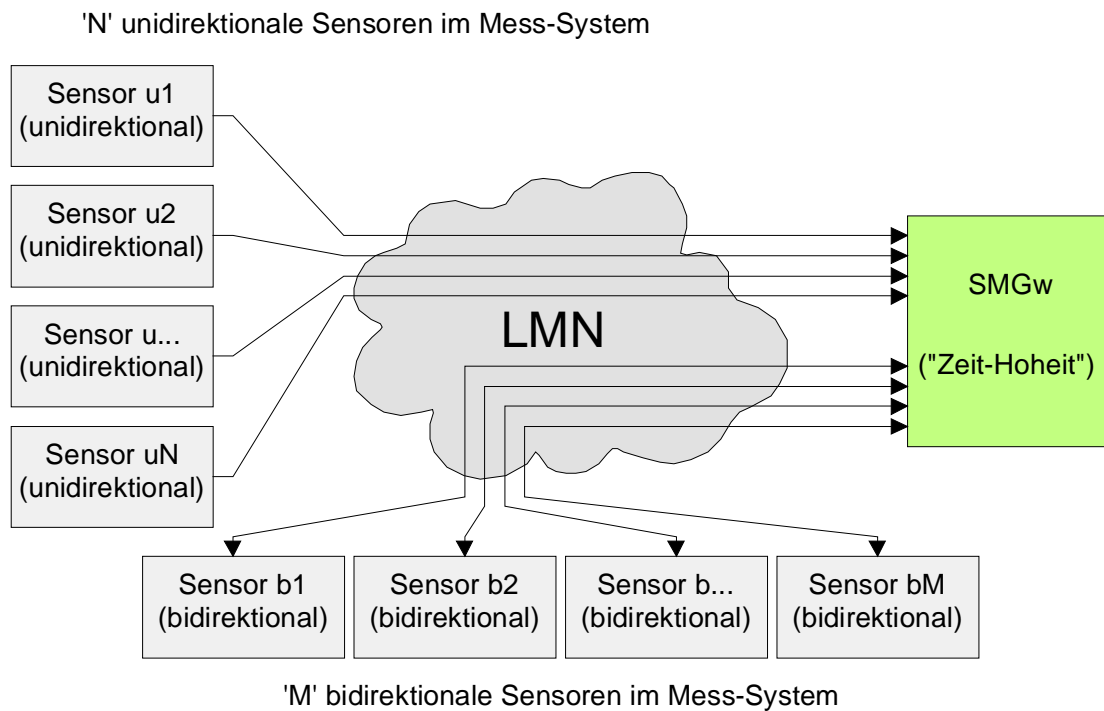 'N' unidirektionale Sensoren im Mess-System
Sensor u1
(unidirektional)
Sensor u2
(unidirektional)
Sensor u...
(unidirektional)
Sensor uN
(unidirektional)
LMN
SMGw
("Zeit-Hoheit")
Sensor b1
(bidirektional)
Sensor b2
(bidirektional)
Sensor b...
(bidirektional)
Sensor bM
(bidirektional)
'M' bidirektionale Sensoren im Mess-System